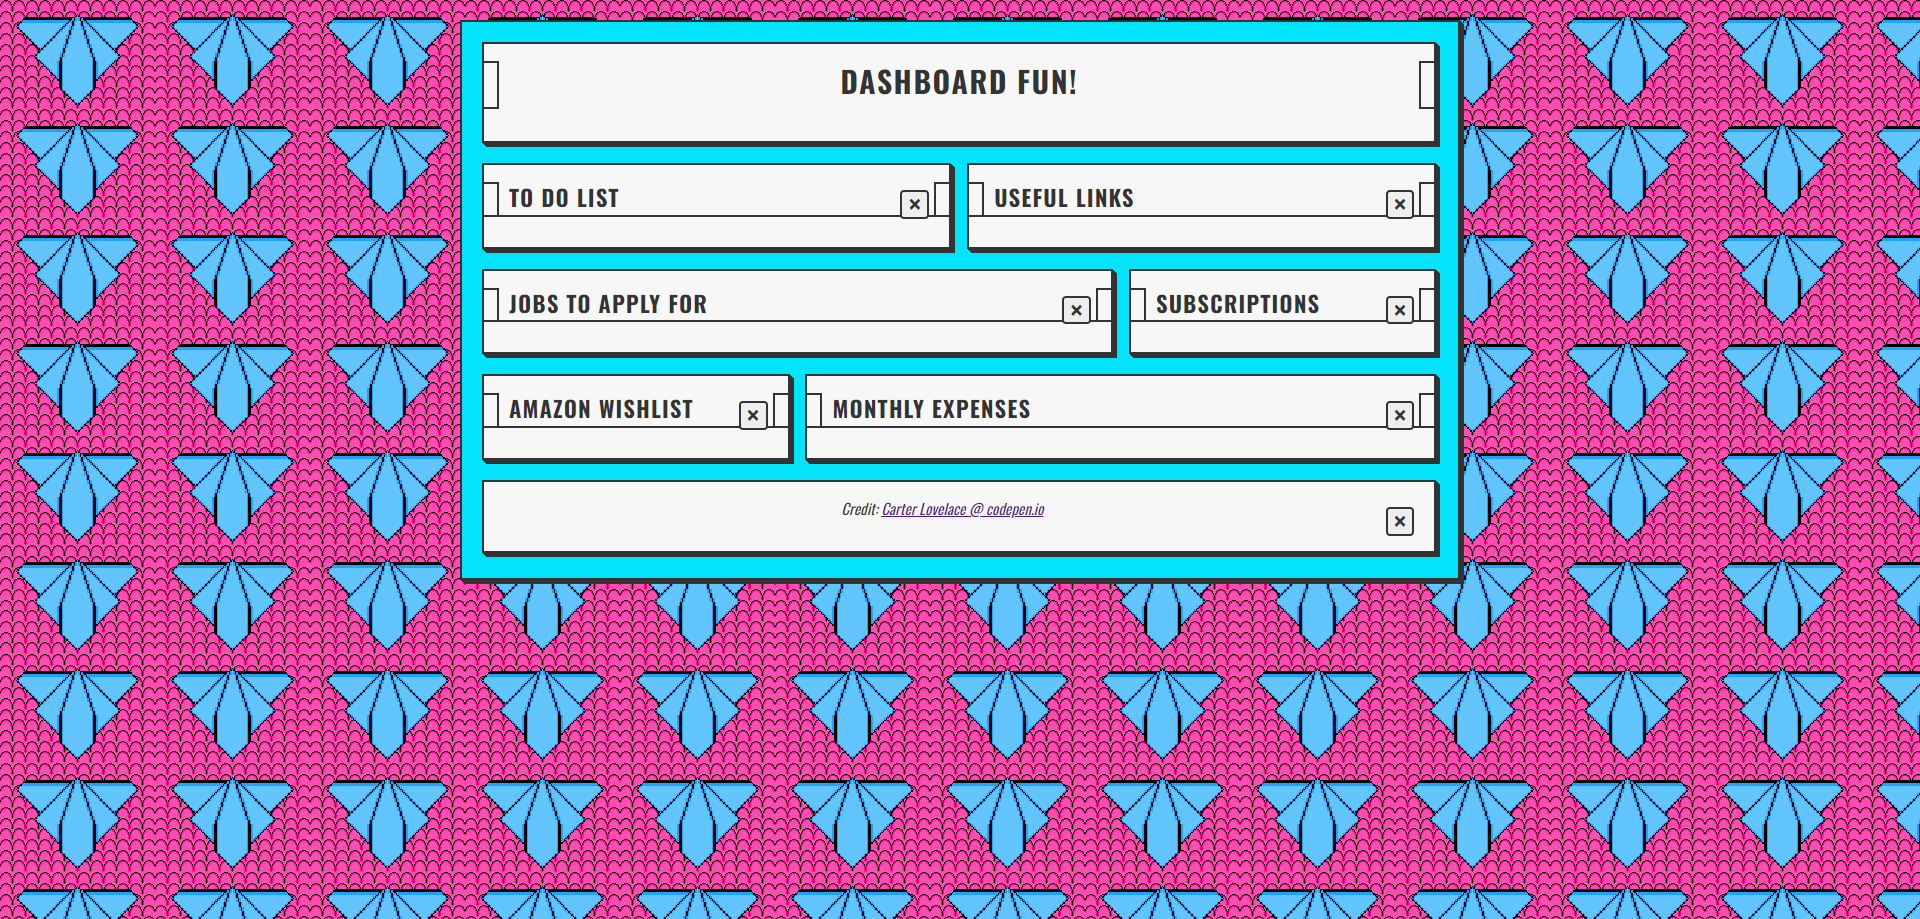 DASHBOARD FUN!
TO DO LIST
USEFUL LINKS
JOBS TO APPLY FOR
SUBSCRIPTIONS
AMAZON WISHLIST
MONTHLY EXPENSES
Credit: Carter Lovelace @ codepen.io